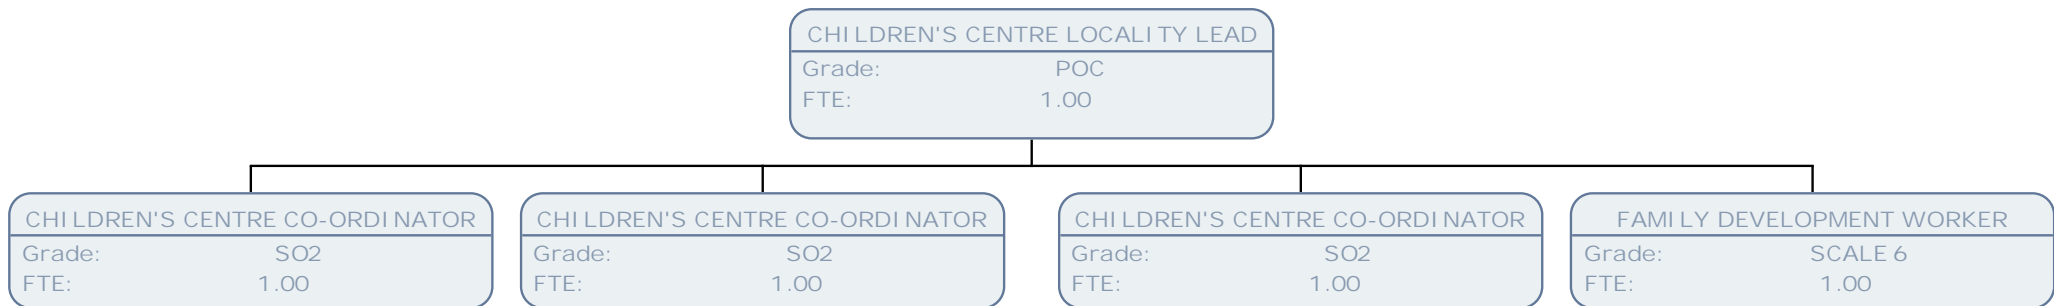 CHILDREN'S CENTRE LOCALITY LEAD
Grade: POC
FTE: 1.00
CHILDREN'S CENTRE CO-ORDINATOR
Grade: SO2
FTE: 1.00
CHILDREN'S CENTRE CO-ORDINATOR
Grade: SO2
FTE: 1.00
CHILDREN'S CENTRE CO-ORDINATOR
Grade: SO2
FTE: 1.00
FAMILY DEVELOPMENT WORKER
Grade: SCALE 6
FTE: 1.00